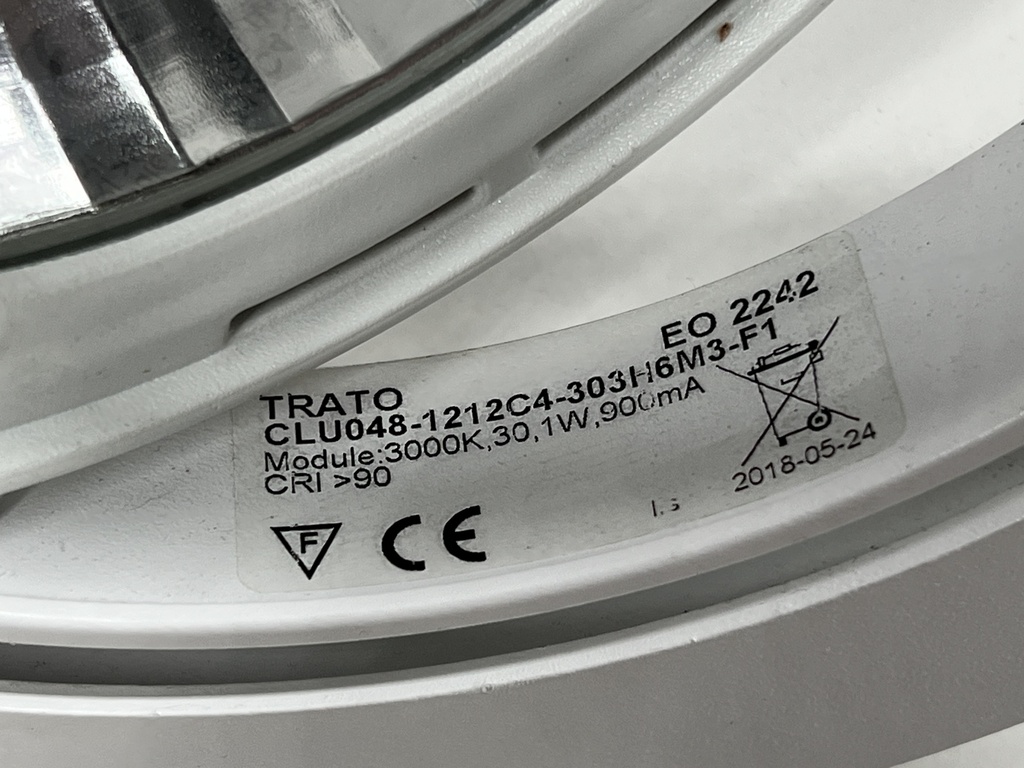 EO 2242
TRATO
CLU048-1212C4-303H6M3-F1
Module:3000K,30,1W,900mA
CRI >90
F CE
2018-05-24